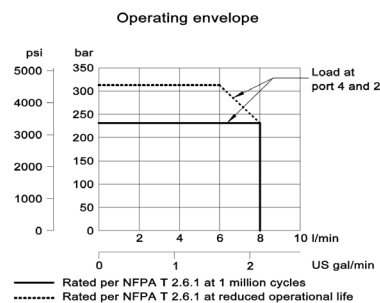 Operating envelope
psi bar
5000 350
300
4000 250
3000 200
150
2000
100
1000 50
0 0
Load at
port 4 and 2
2 4 6 8 10 l/min
0 1 2 US gal/min
Rated per NFPA T 2.6.1 at 1 million cycles
Rated per NFPA T 2.6.1 at reduced operational life